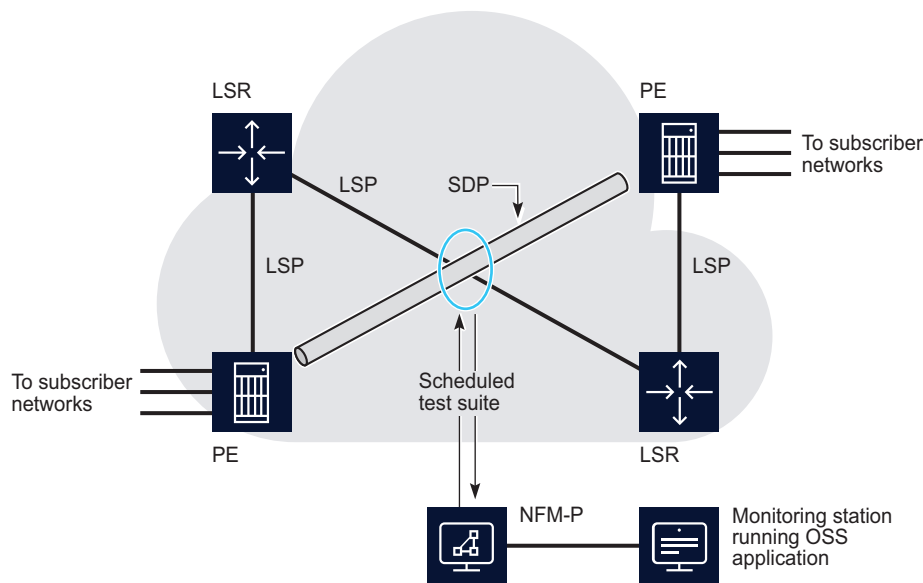 LSR
PE
To subscriber
networks
LSP
SDP
LSP
LSP
To subscriber
networks
Scheduled
test suite
PE
LSR
NFM-P
Monitoring station
running OSS
application